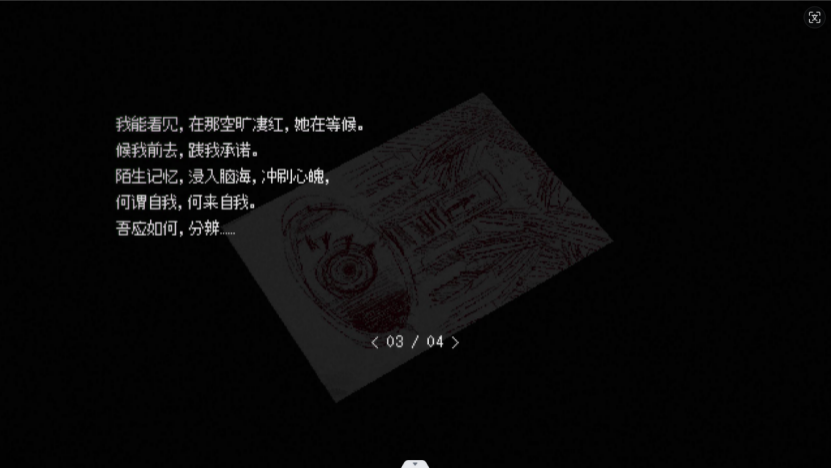 我能看见，在那空旷凄红，她在等候。
候我前去，践我承诺。
陌生记忆，浸入脑海，冲刷心魄，
何谓自我，何来自我。
吾应如何，分辨……
< 03 / 04 >